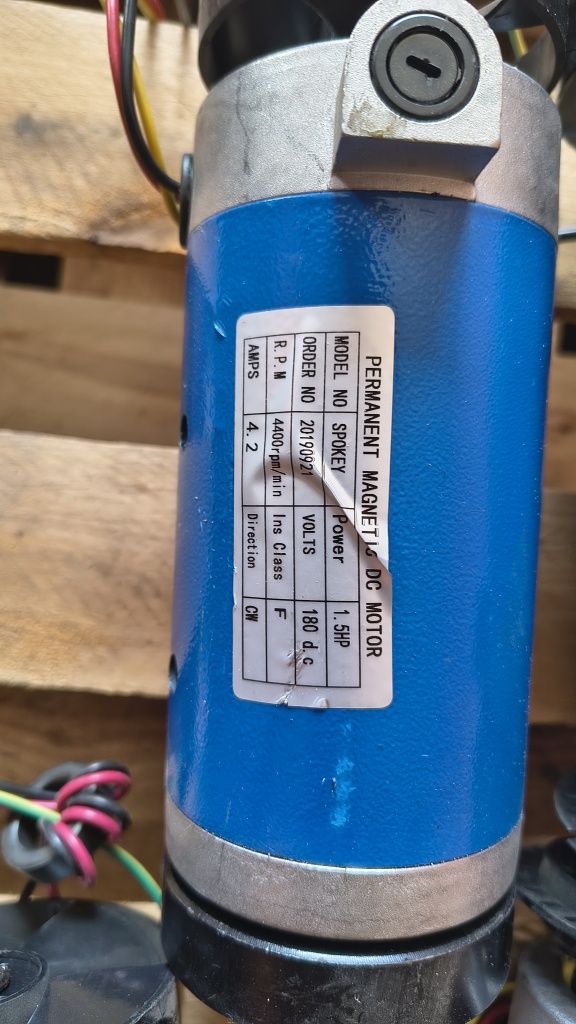 PERMANENT MAGNETIC DC MOTOR
MODEL NO SPOKEY Power 1.5HP
ORDER NO 20190921 VOLTS 180 d.c
R.P.M 4400rpm/min Ins Class F
AMPS 4.2 Direction CW